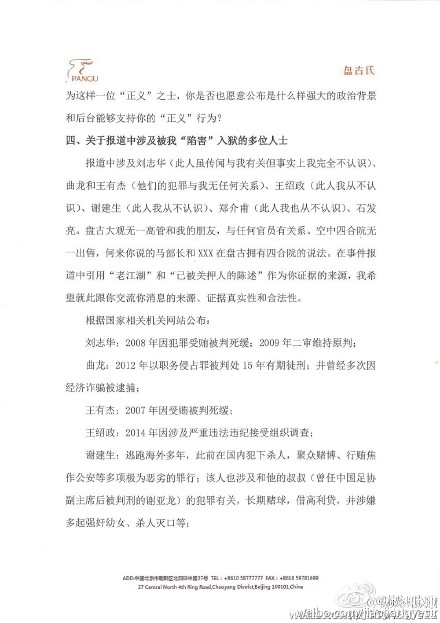 PANGU
盘古氏
为这样一位“正义”之士，你是否也愿意公布是什么样强大的政治背景
和后台能够支持你的“正义”行为？
四、关于报道中涉及被我“陷害”入狱的多位人士
报道中涉及刘志华（此人虽传闻与我有关但事实上我完全不认识）、
曲龙和王有杰（他们的犯罪与我无任何关系）、王绍政（此人我从不认
识）、谢建生（此人我从不认识）、郑介甫（此人我也从不认识）、石发
亮。盘古大观无一高管和我的朋友，与任何官员有关系。空中四合院无
一出售，何来你说的马部长和XXX在盘古拥有四合院的说法。在事件报
道中引用“老江湖”和“已被关押人的陈述”作为你证据的来源，我希
望就此跟你交流你消息的来源、证据真实性和合法性。
根据国家相关机关网站公布：
刘志华：2008年因犯罪受贿被判死缓；2009年二审维持原判；
曲龙：2012年以职务侵占罪被判处15年有期徒刑；并曾经多次因
经济诈骗被逮捕；
王有杰：2007年因受贿被判死缓；
王绍政：2014年因涉及严重违法违纪接受组织调查；
谢建生：逃跑海外多年，此前在国内犯下杀人，聚众赌博、行贿焦
作公安等多项极为恶劣的罪行；该人也涉及和他的叔叔（曾任中国足协
副主席后被判刑的谢亚龙）的犯罪有关，长期赌球，借高利贷，并涉嫌
多起强奸幼女、杀人灭口等；
ADD:中国北京市朝阳区北四环中路27号 TEL：+8610 59777777 FAX：+8610 59781689
27 Central North 4th Ring Road,Chaoyang District,Beijing 100101,China